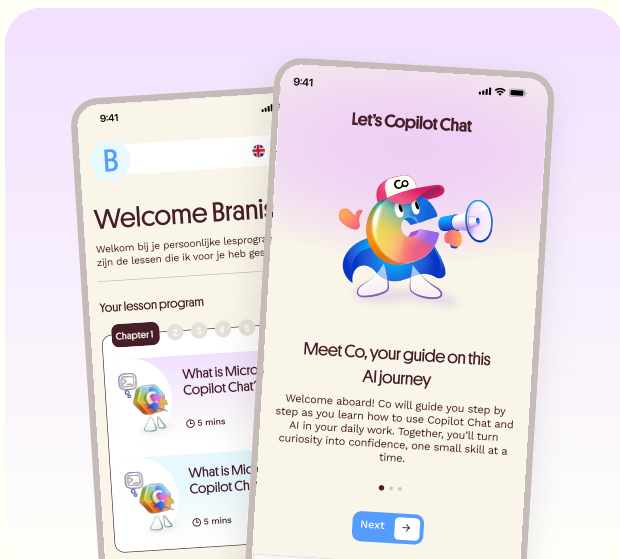 9:41
B
Welcome Branis
Welkom bij je persoonlijke lesprogra
zijn de lessen die ik voor je heb ges
Your lesson program
Chapter 1 2 3 4 5
What is Micro
Copilot Chat?
5 mins
What is Mic
Copilot Ch
5 mins
9:41
Let's Copilot Chat
Co
Meet Co, your guide on this
AI journey
Welcome aboard! Co will guide you step by
step as you learn how to use Copilot Chat and
AI in your daily work. Together, you'll turn
curiosity into confidence, one small skill at a
time.
Next